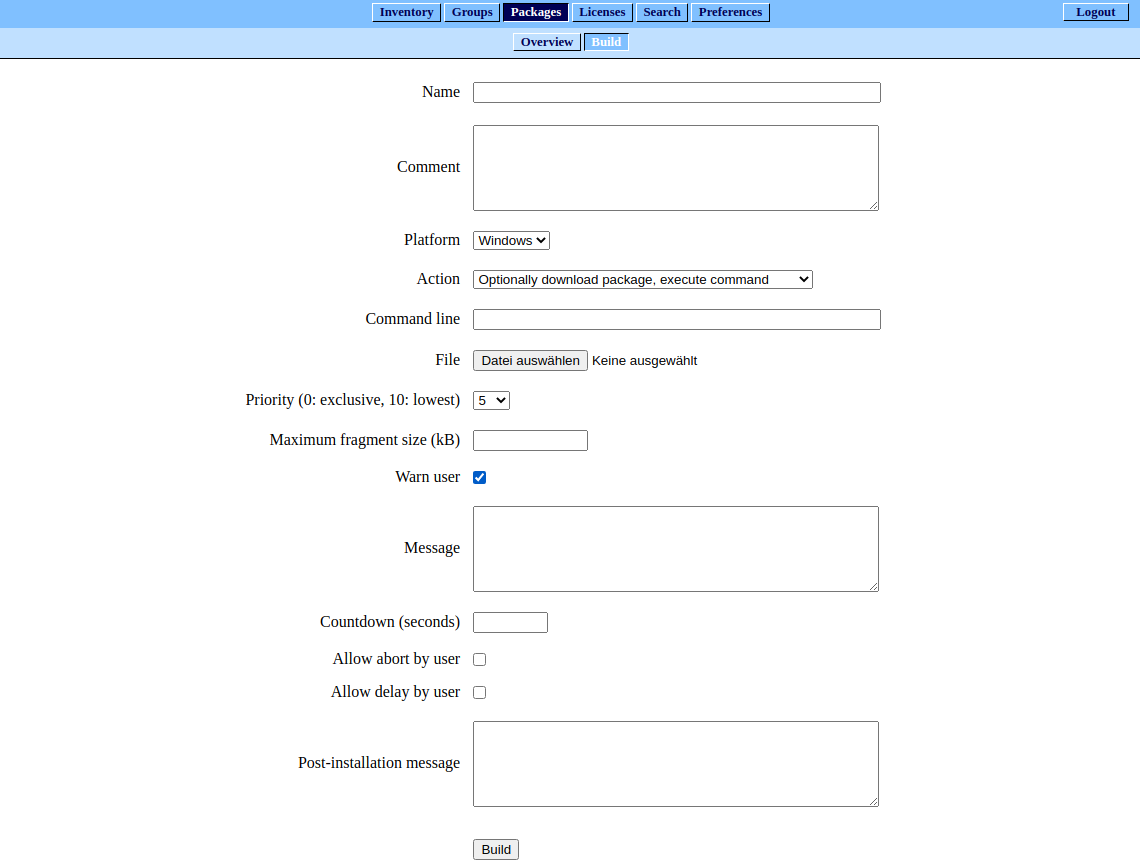 Inventory Groups Packages Licenses Search Preferences Logout
Overview Build
Name
Comment
Platform Windows
Action Optionally download package, execute command
Command line
File Datei auswählen Keine ausgewählt
Priority (0: exclusive, 10: lowest) 5
Maximum fragment size (kB)
Warn user
Message
Countdown (seconds)
Allow abort by user
Allow delay by user
Post-installation message
Build